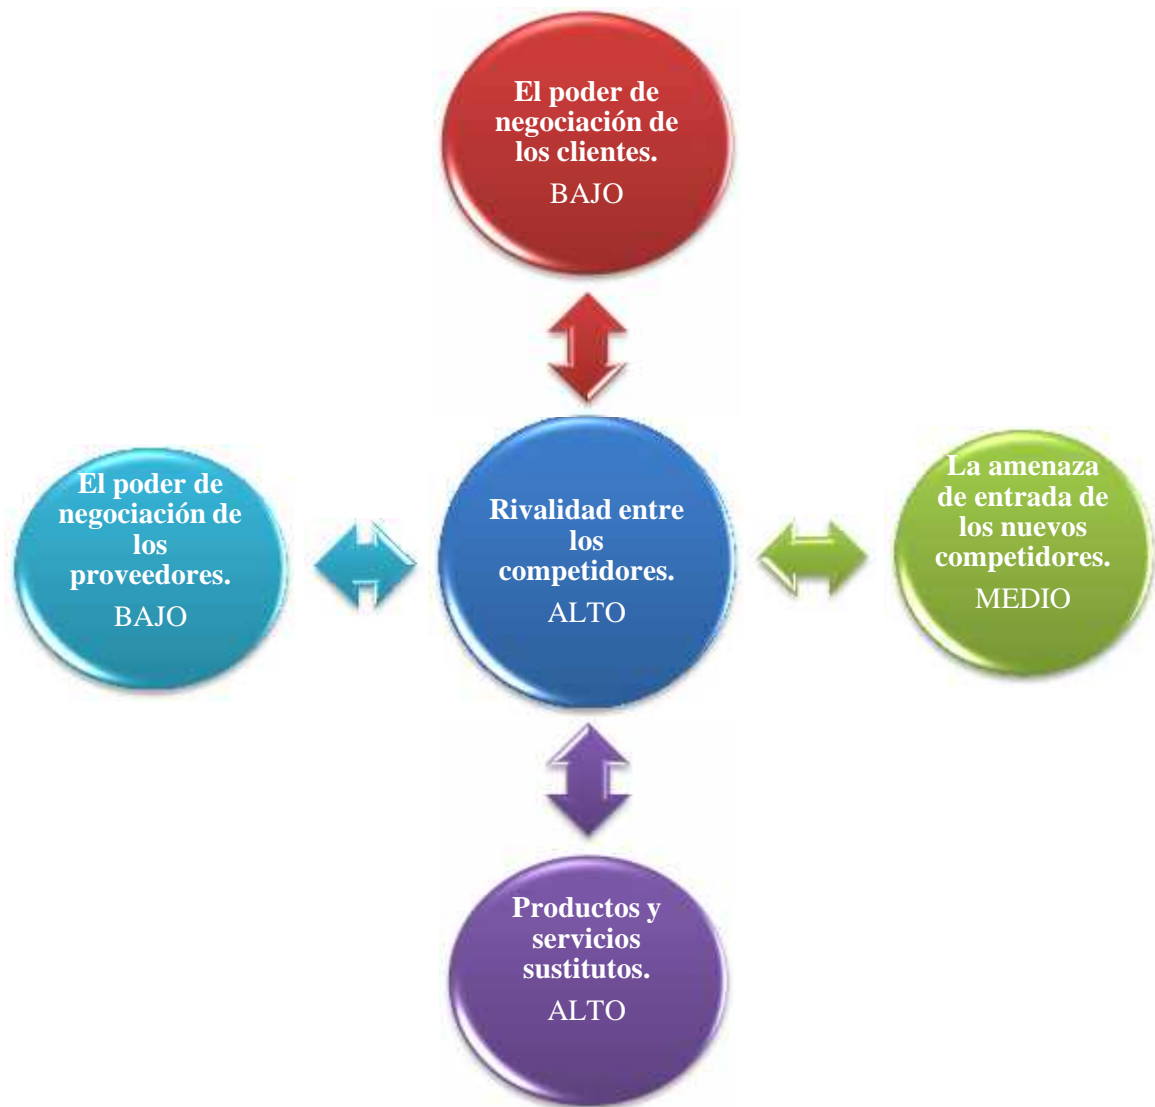 El poder de
negociación de
los clientes.
BAJO
El poder de
negociación de
los
proveedores.
BAJO
Rivalidad entre
los
competidores.
ALTO
La amenaza
de entrada de
los nuevos
competidores.
MEDIO
Productos y
servicios
sustitutos.
ALTO